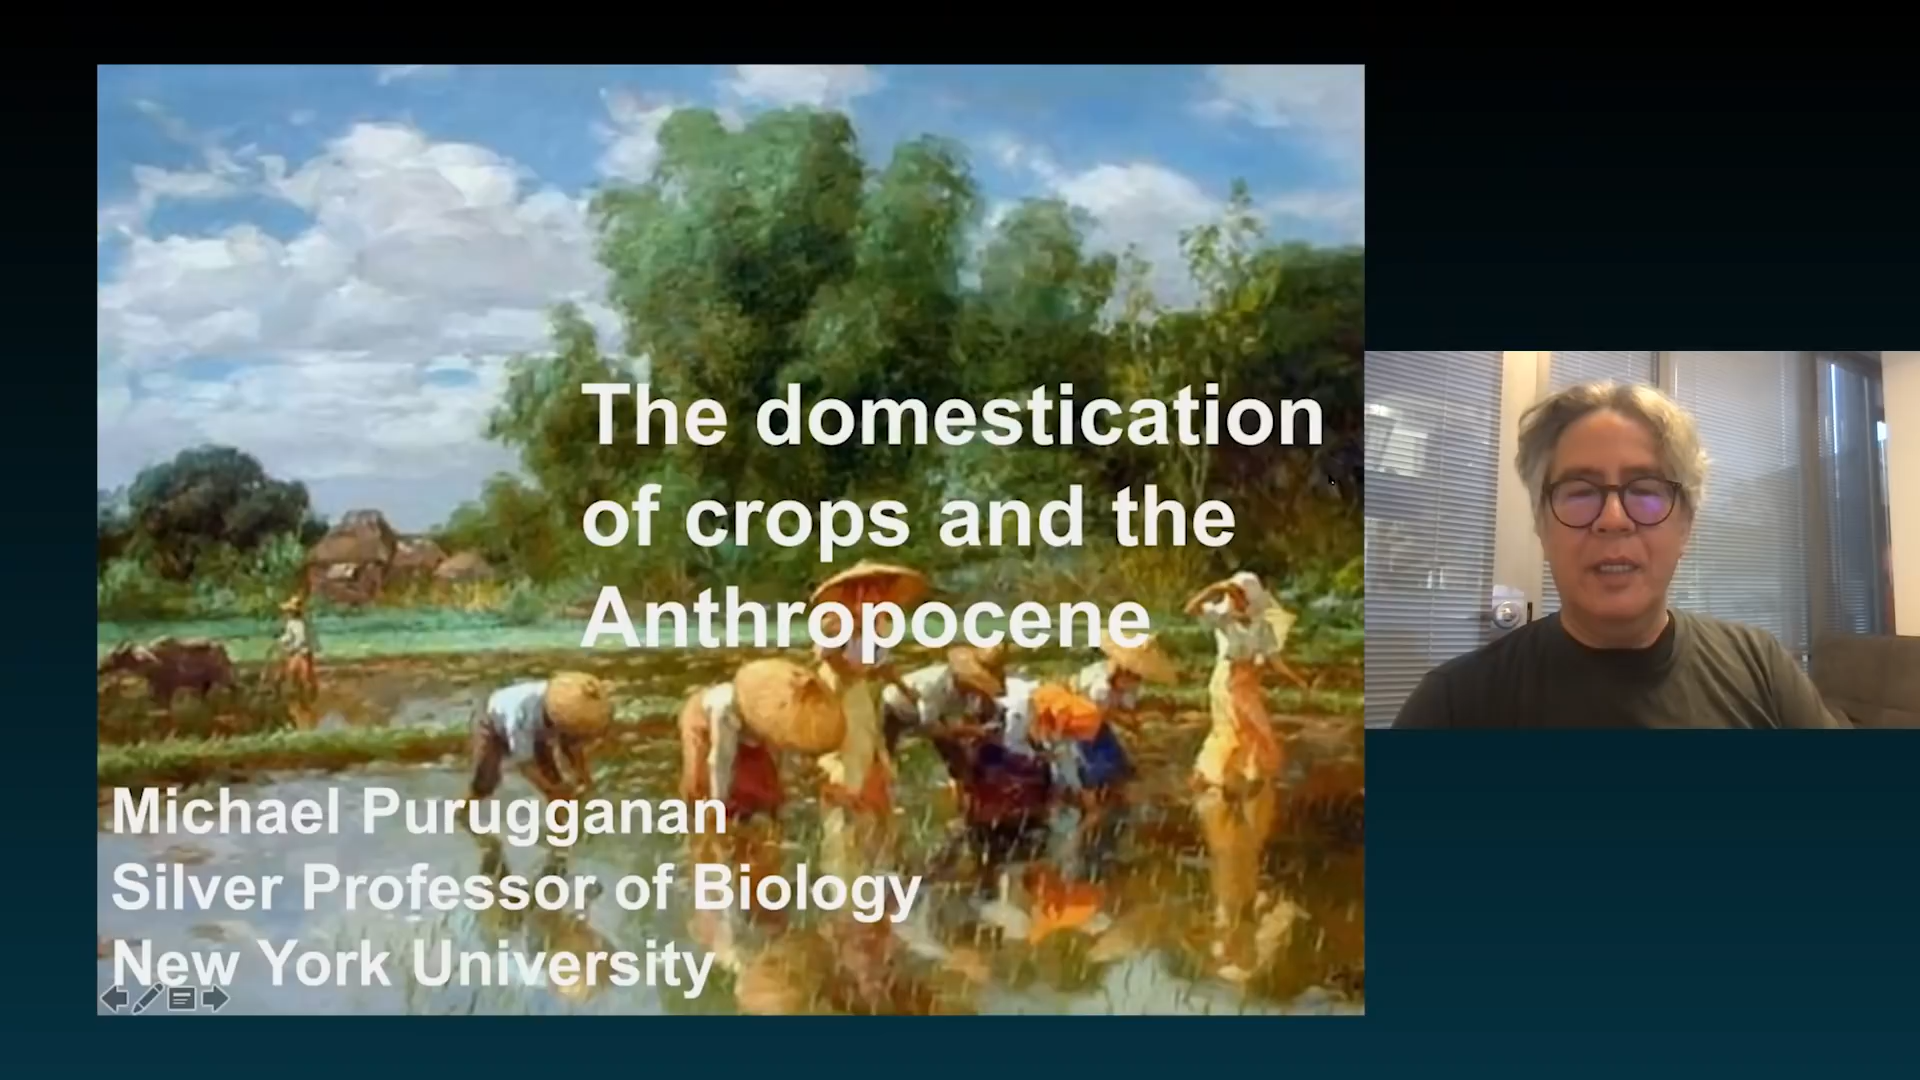 The domestication
of crops and the
Anthropocene
Michael Purugganan
Silver Professor of Biology
New York University